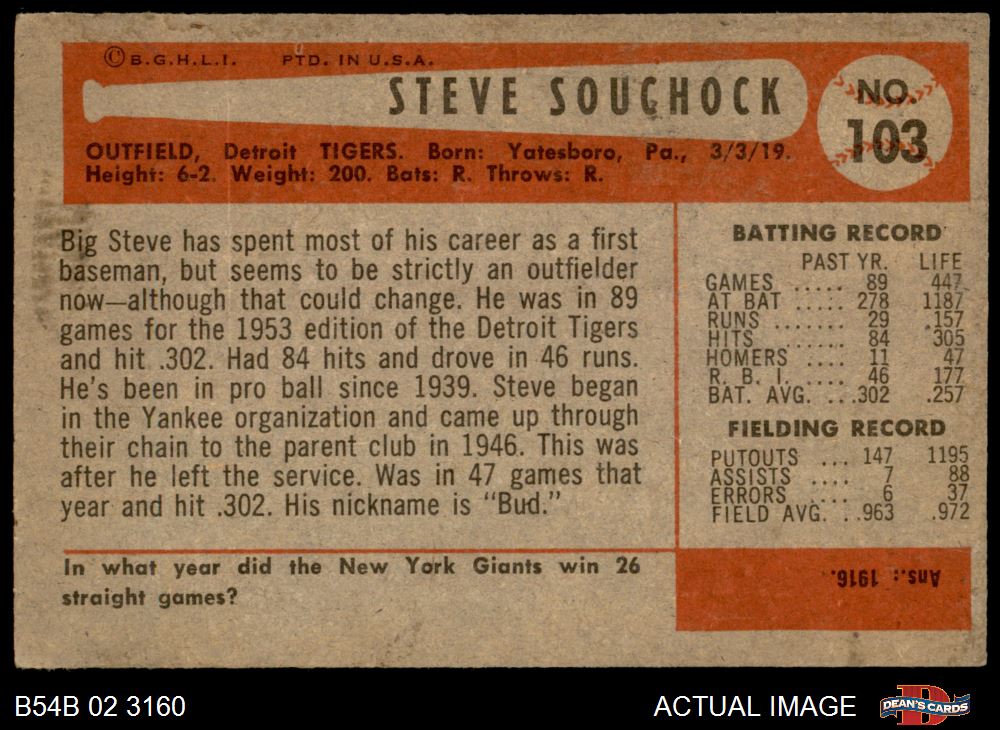 ©B.G.H.L.I. PTD. IN U.S.A.
STEVE SOUCHOCK
NO.
103
OUTFIELD, Detroit TIGERS. Born: Yatesboro, Pa., 3/3/19.
Height: 6-2. Weight: 200. Bats: R. Throws: R.
Big Steve has spent most of his career as a first
baseman, but seems to be strictly an outfielder
now—although that could change. He was in 89
games for the 1953 edition of the Detroit Tigers
and hit .302. Had 84 hits and drove in 46 runs.
He's been in pro ball since 1939. Steve began
in the Yankee organization and came up through
their chain to the parent club in 1946. This was
after he left the service. Was in 47 games that
year and hit .302. His nickname is "Bud."
BATTING RECORD
PAST YR. LIFE
GAMES ..... 89 447
AT BAT ..... 278 1187
RUNS ....... 29 157
HITS ....... 84 305
HOMERS .... 11 47
R. B. I. .... 46 177
BAT. AVG. ...302 .257
FIELDING RECORD
PUTOUTS ... 147 1195
ASSISTS .... 7 88
ERRORS .... 6 37
FIELD AVG. ..963 .972
In what year did the New York Giants win 26
straight games?
Ans.: 1916.
B54B 02 3160
ACTUAL IMAGE
DEAN'S CARDS